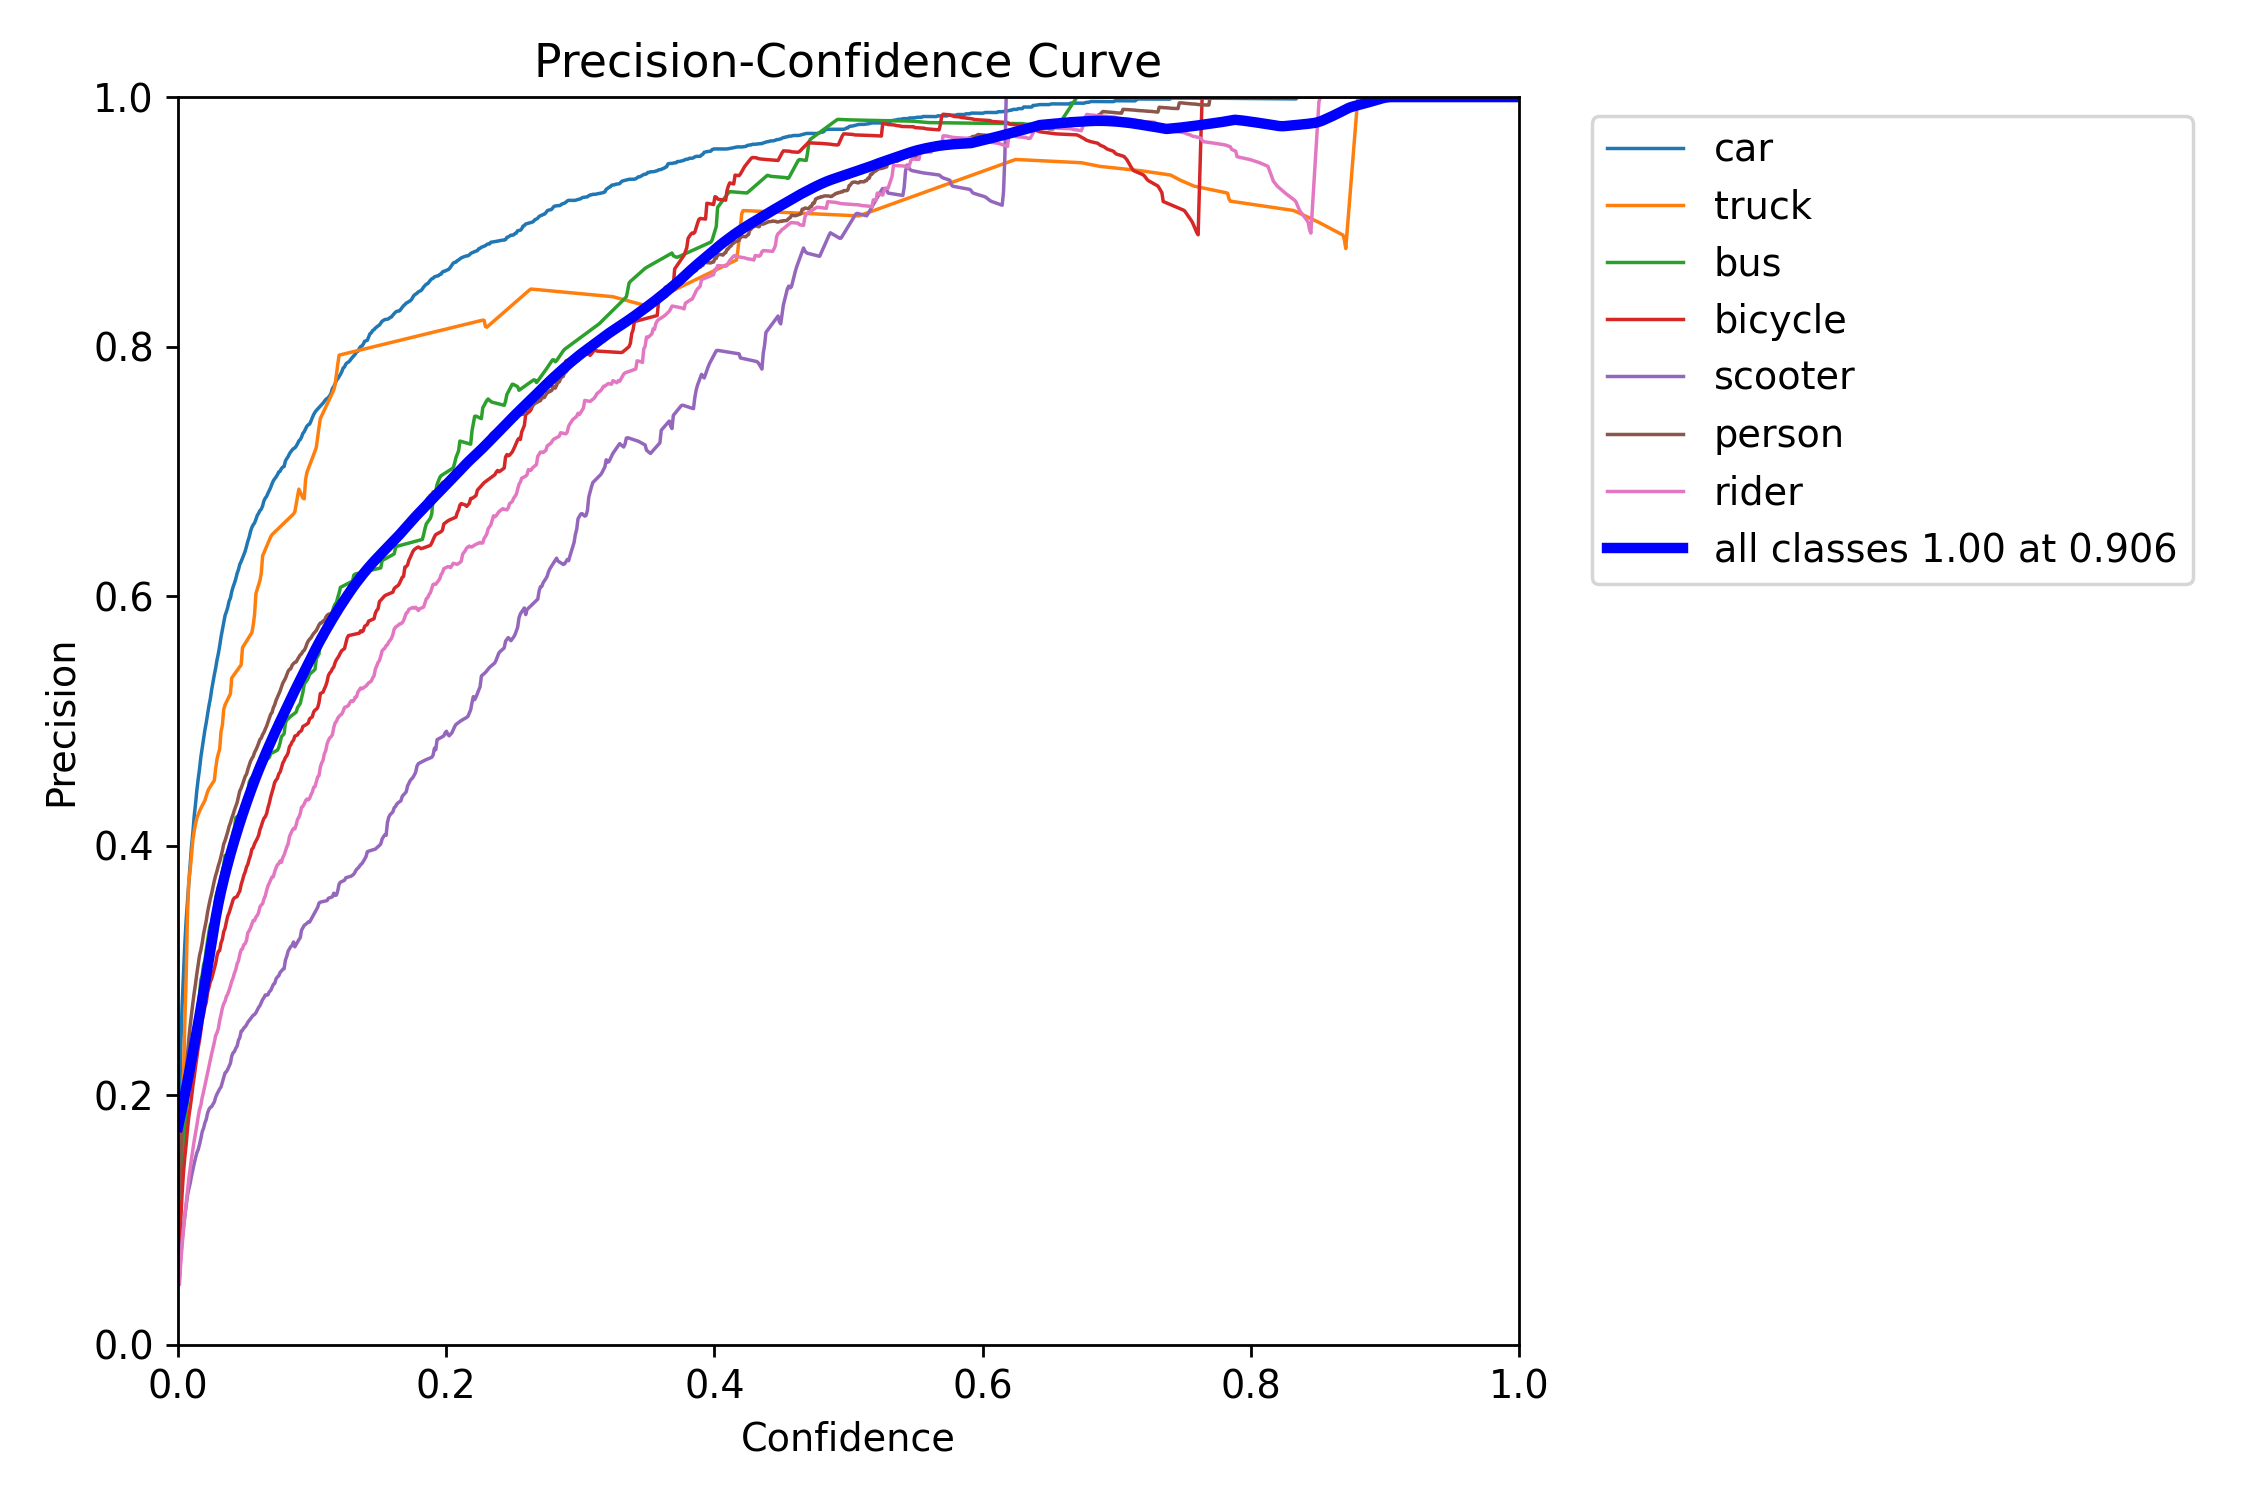 Precision-Confidence Curve
1.0
0.8
0.6
0.4
0.2
0.0
Precision
0.0 0.2 0.4 0.6 0.8 1.0
Confidence
car
truck
bus
bicycle
scooter
person
rider
all classes 1.00 at 0.906